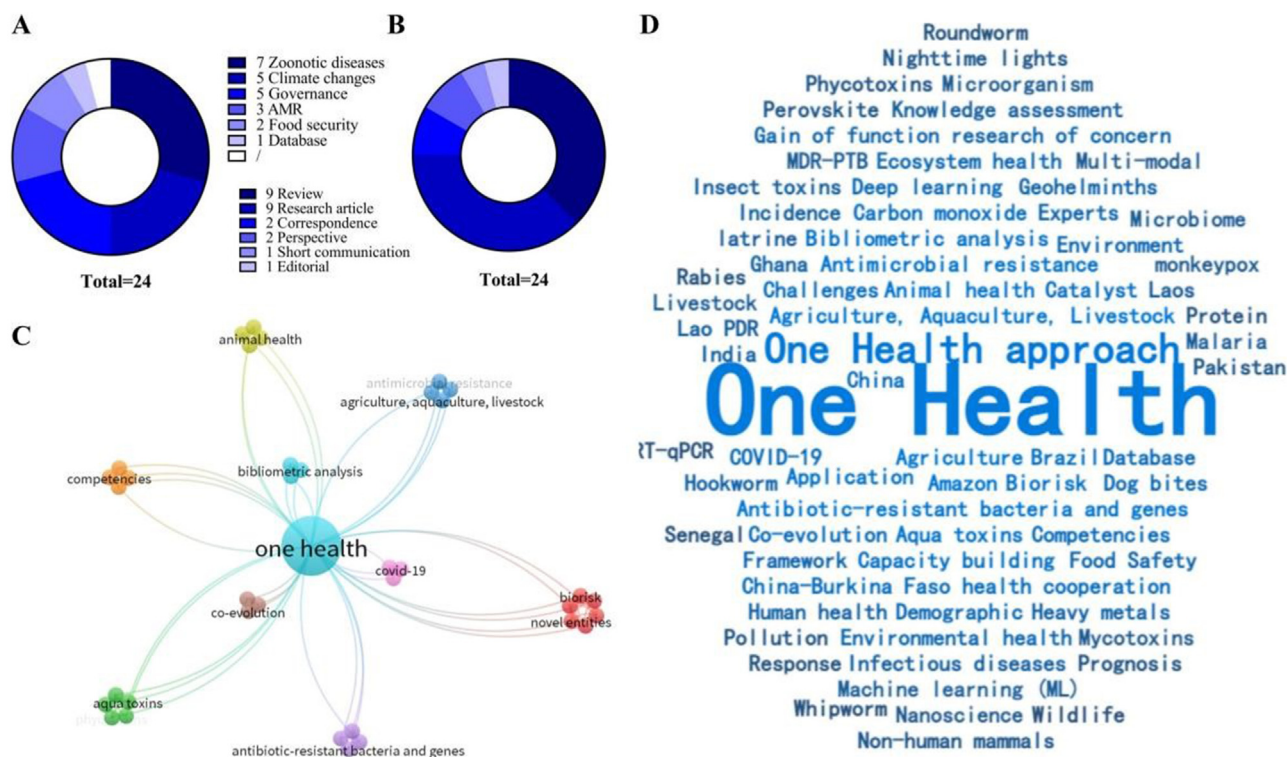 A
7 Zoonotic diseases
5 Climate changes
5 Governance
3 AMR
2 Food security
1 Database
/
Total=24
B
9 Review
9 Research article
2 Correspondence
2 Perspective
1 Short communication
1 Editorial
Total=24
C
animal health
antimicrobial resistance
agriculture, aquaculture, livestock
bibliometric analysis
competencies
one health
covid-19
co-evolution
biorisk
novel entities
aqua toxins
antibiotic-resistant bacteria and genes
D
Roundworm
Nighttime lights
Phycotoxins Microorganism
Perovskite Knowledge assessment
Gain of function research of concern
MDR-PTB Ecosystem health Multi-modal
Insect toxins Deep learning Geohelminths
Incidence Carbon monoxide Experts Microbiome
latrine Bibliometric analysis Environment
Rabies Ghana Antimicrobial resistance monkeypox
Livestock Challenges Animal health Catalyst Laos
Lao PDR Agriculture, Aquaculture, Livestock Protein
India One Health approach Malaria
Pakistan
One Health
China
RT-qPCR COVID-19 Agriculture Brazil Database
Hookworm Application Amazon Biorisk Dog bites
Antibiotic-resistant bacteria and genes
Senegal Co-evolution Aqua toxins Competencies
Framework Capacity building Food Safety
China-Burkina Faso health cooperation
Human health Demographic Heavy metals
Pollution Environmental health Mycotoxins
Response Infectious diseases Prognosis
Machine learning (ML)
Whipworm Nanoscience Wildlife
Non-human mammals